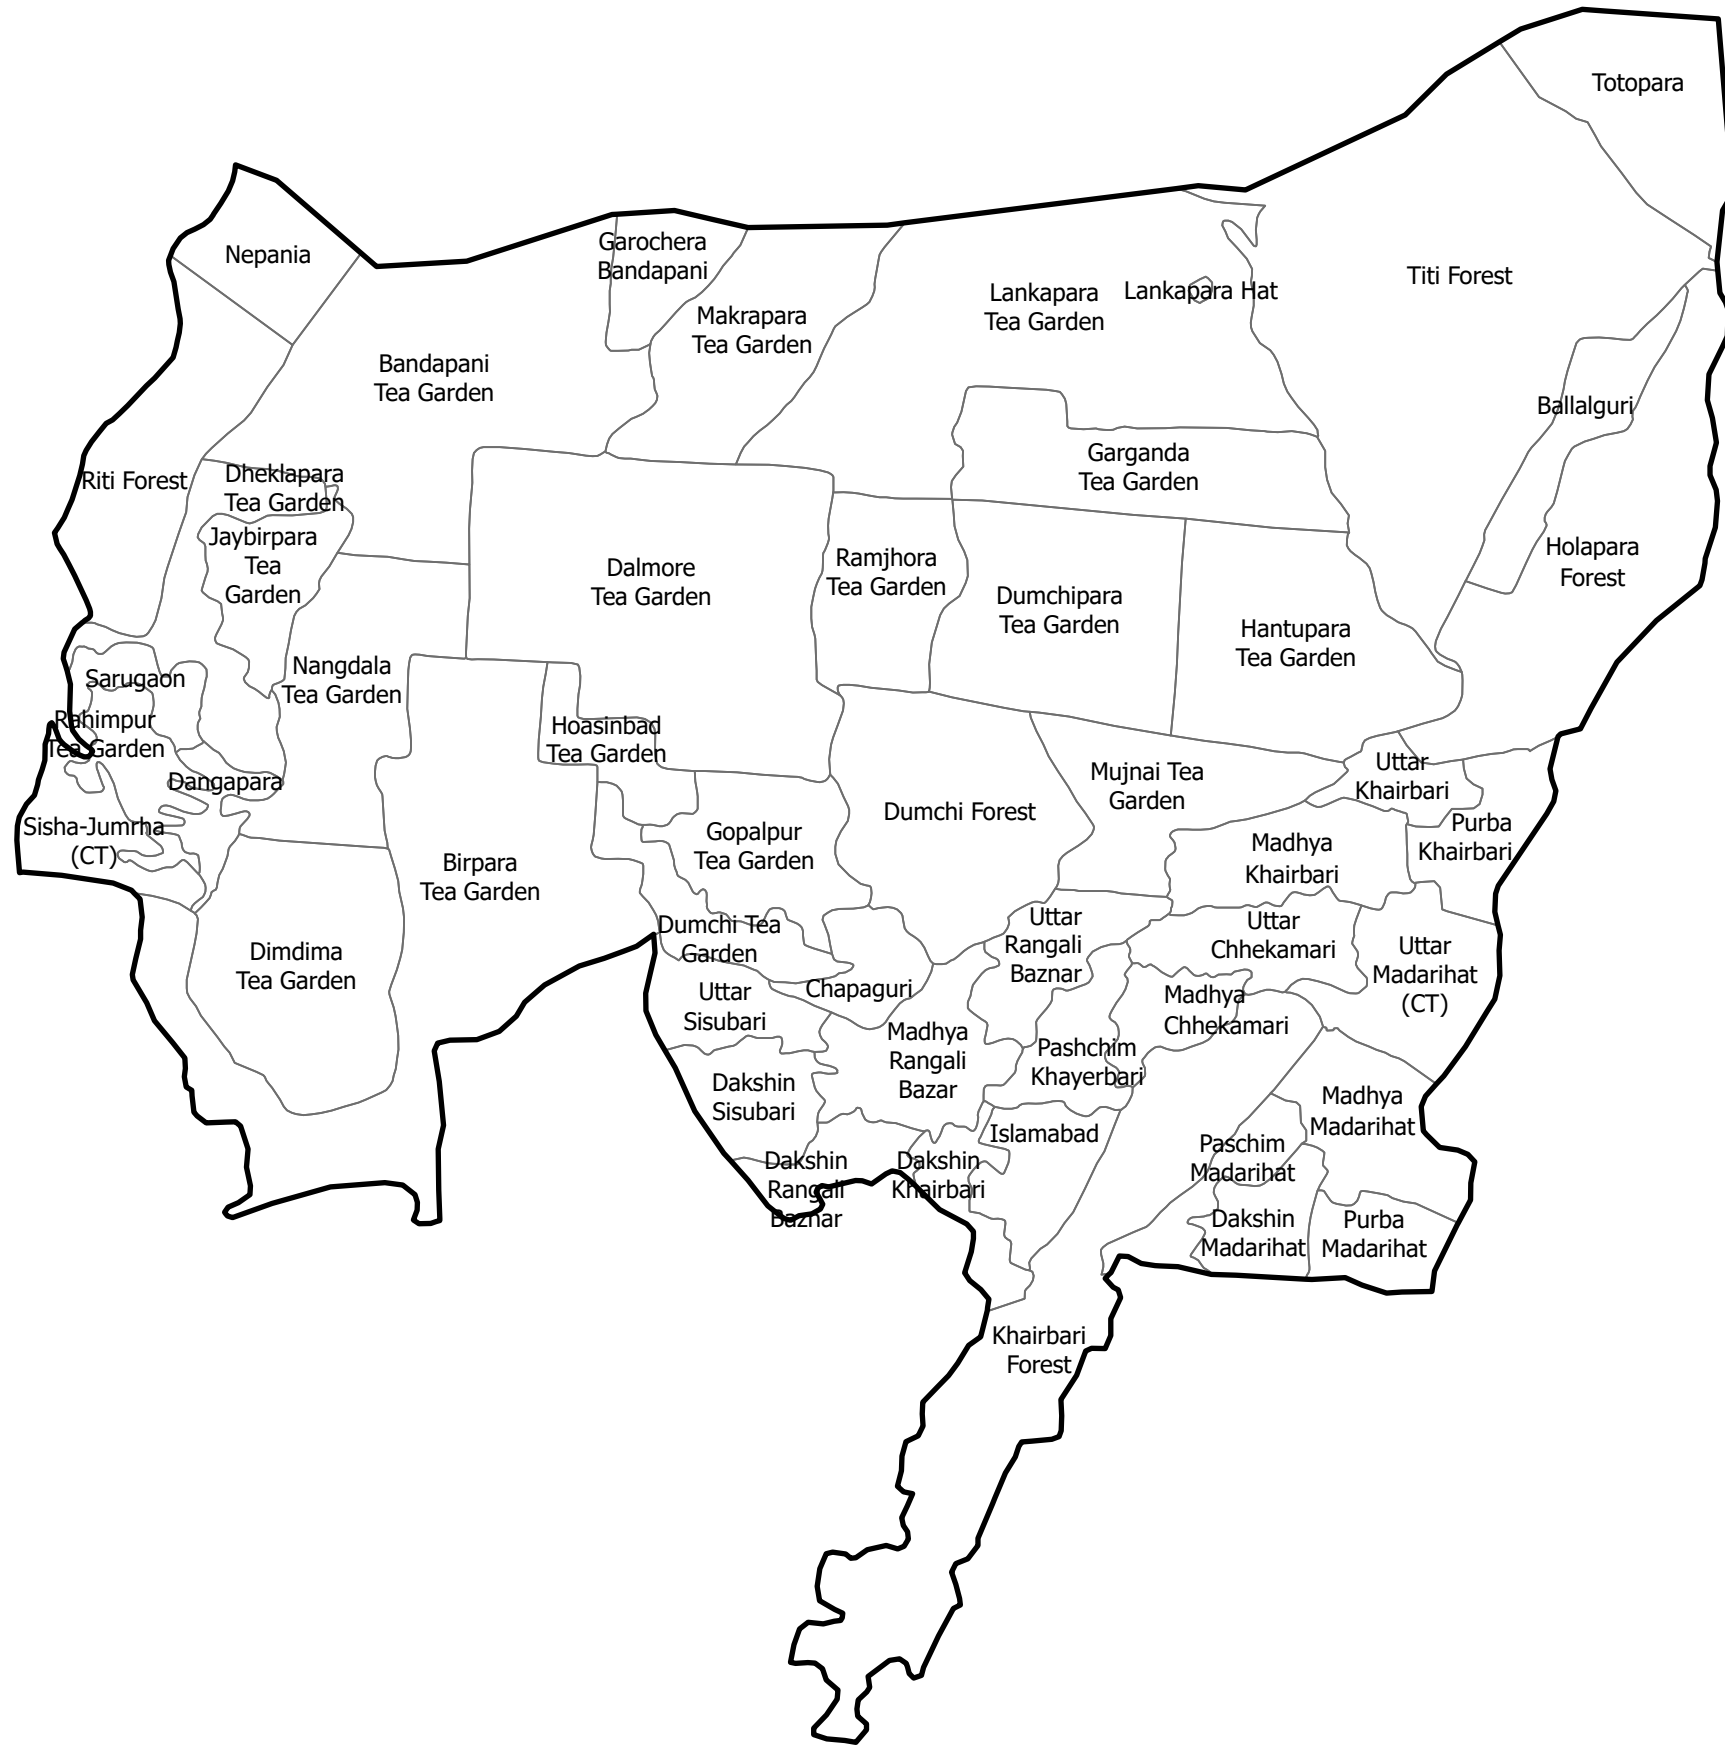 Totopara
Nepania
Garochera
Bandapani
Titi Forest
Lankapara
Tea Garden
Lankapara Hat
Makrapara
Tea Garden
Bandapani
Tea Garden
Ballalguri
Garganda
Tea Garden
Riti Forest
Dheklapara
Tea Garden
Jaybirpara
Tea
Garden
Dalmore
Tea Garden
Ramjhora
Tea Garden
Dumchipara
Tea Garden
Hantupara
Tea Garden
Holapara
Forest
Sarugaon
Nangdala
Tea Garden
Rahimpur
Tea Garden
Hoasinbad
Tea Garden
Dangapara
Mujnai Tea
Garden
Uttar
Khairbari
Dumchi Forest
Sisha-Jumrha
(CT)
Gopalpur
Tea Garden
Madhya
Khairbari
Purba
Khairbari
Birpara
Tea Garden
Dumchi Tea
Garden
Uttar
Rangali
Baznar
Uttar
Chhekamari
Uttar
Madarihat
(CT)
Dimdima
Tea Garden
Uttar
Sisubari
Chapaguri
Madhya
Chhekamari
Madhya
Rangali
Bazar
Pashchim
Khayerbari
Dakshin
Sisubari
Madhya
Madarihat
Islamabad
Paschim
Madarihat
Dakshin
Rangali
Baznar
Dakshin
Khairbari
Dakshin
Madarihat
Purba
Madarihat
Khairbari
Forest